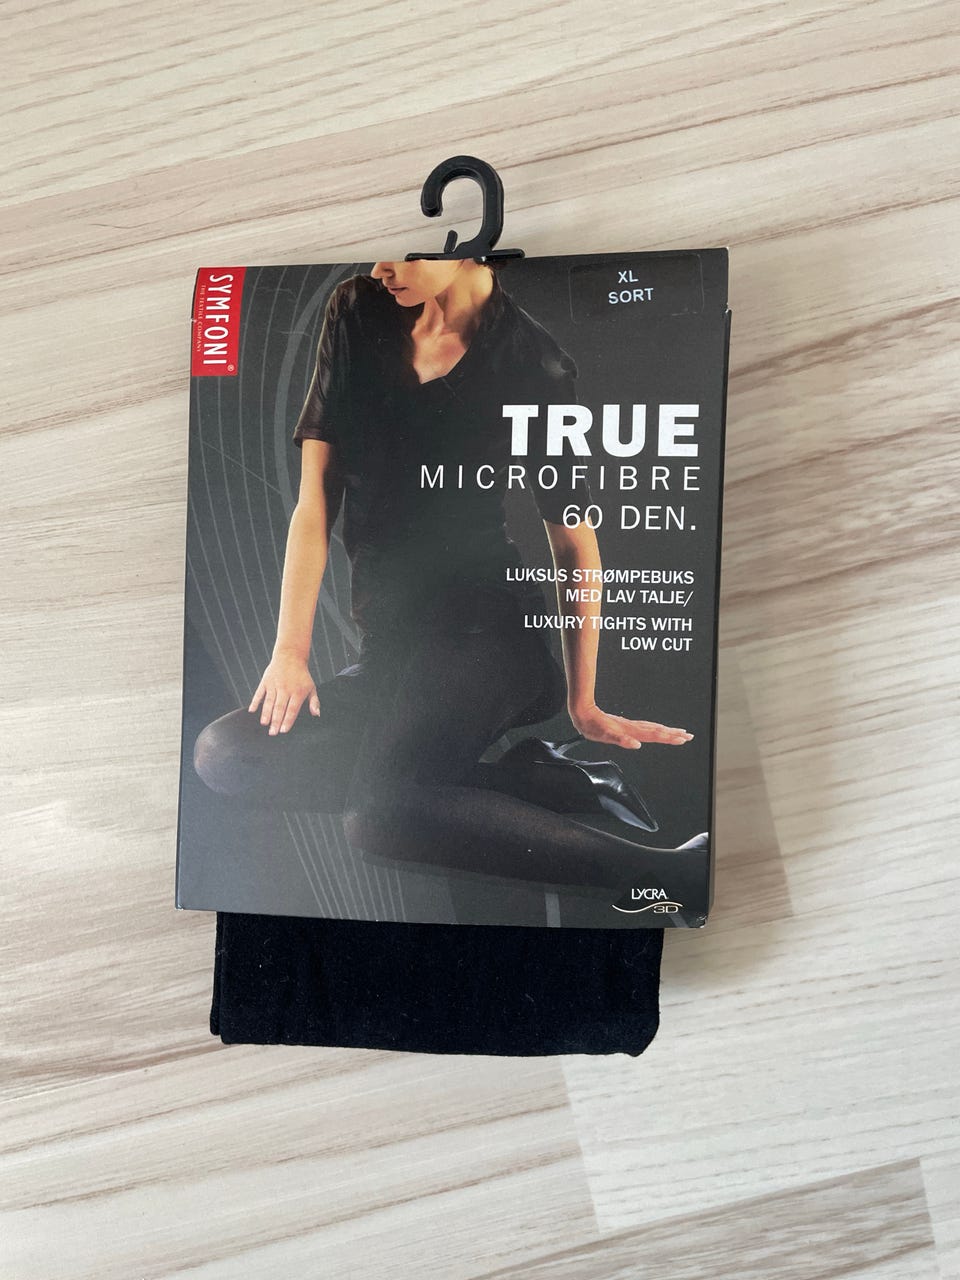 XL
SORT
SYMFONI®
THE TEXTILE COMPANY
TRUE
MICROFIBRE
60 DEN.
LUKSUS STRØMPEBUKS
MED LAV TALJE/
LUXURY TIGHTS WITH
LOW CUT
LYCRA
3D